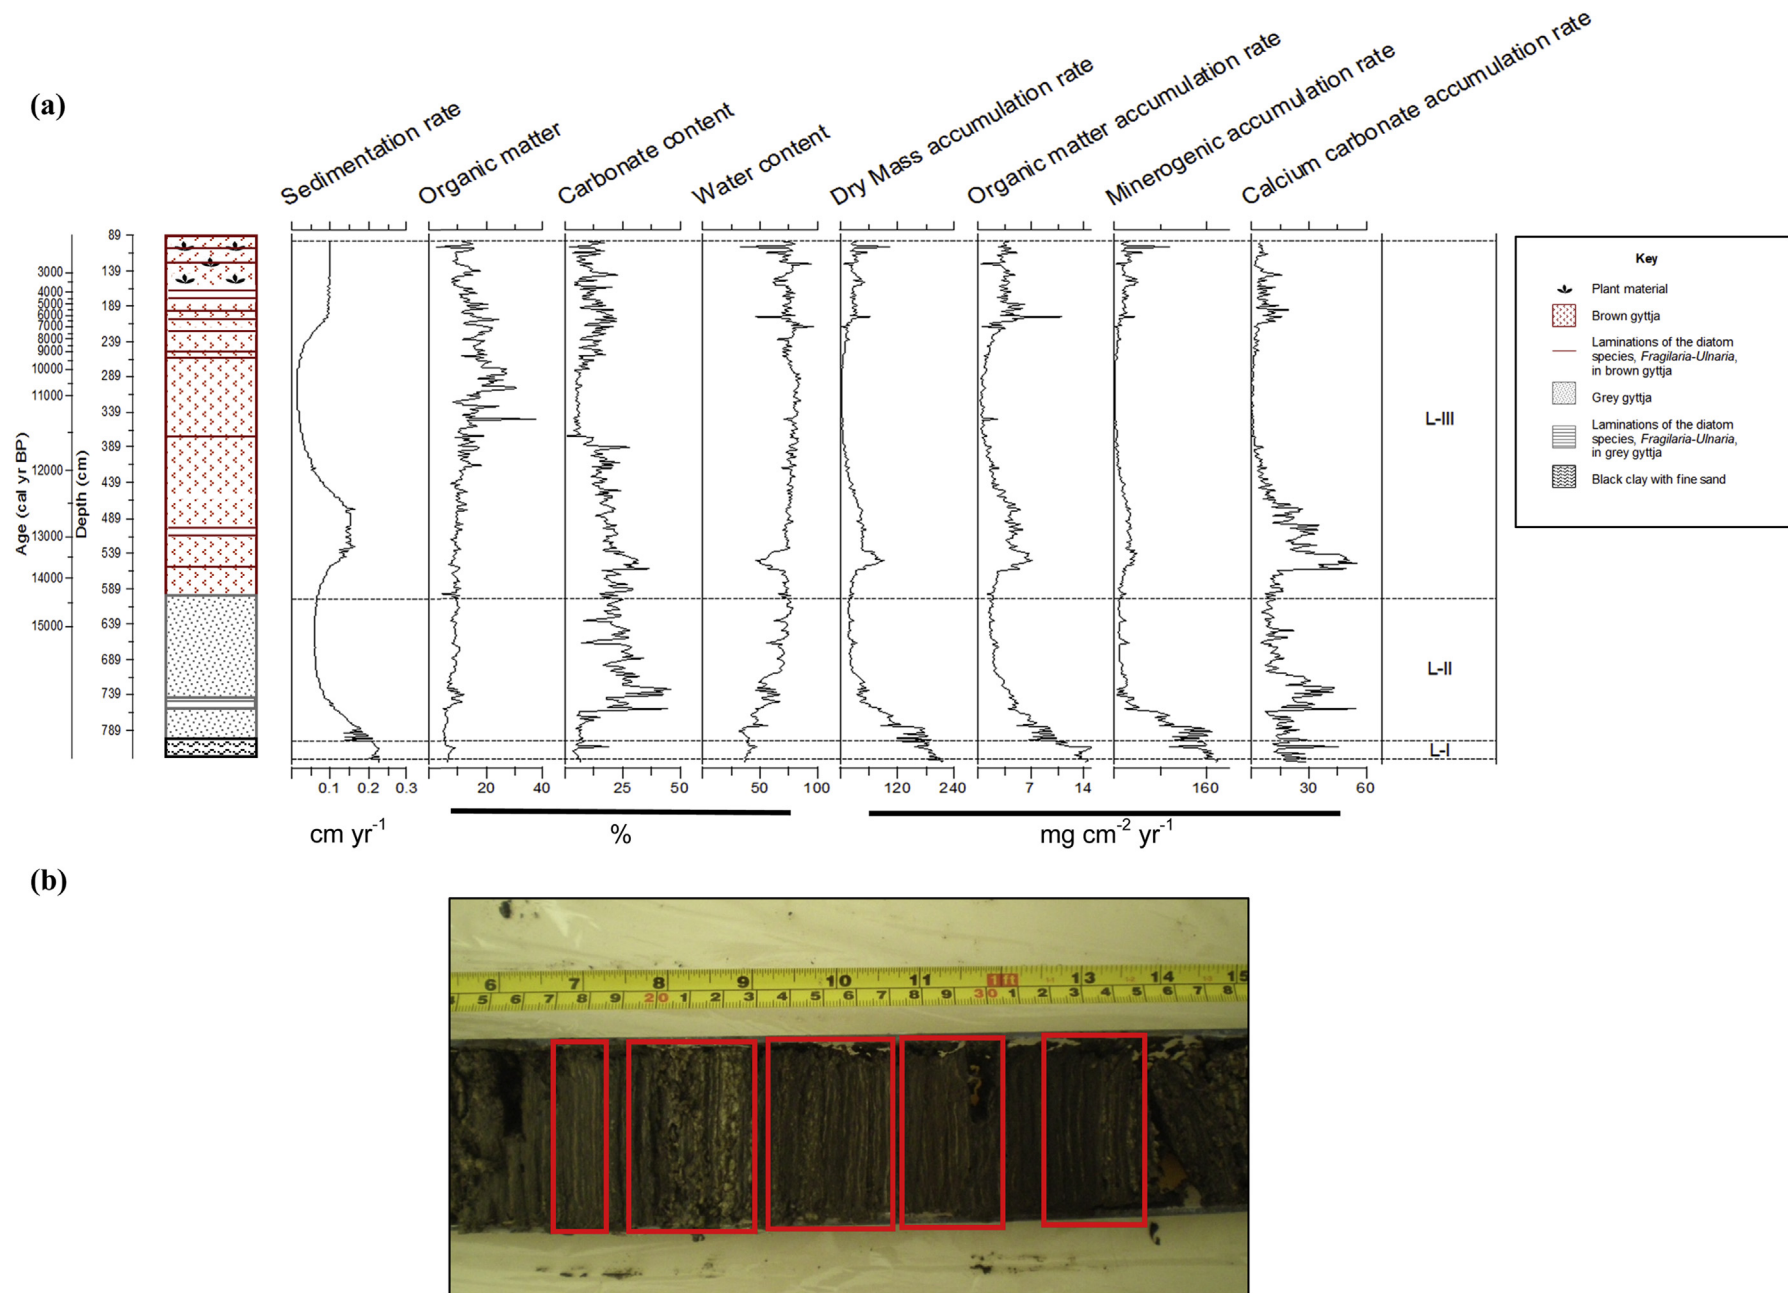 (a)
Sedimentation rate
Organic matter
Carbonate content
Water content
Dry Mass accumulation rate
Organic matter accumulation rate
Minerogenic accumulation rate
Calcium carbonate accumulation rate
Age (cal yr BP)
3000
4000
5000
6000
7000
8000
9000
10000
11000
12000
13000
14000
15000
Depth (cm)
89
139
189
239
289
339
389
439
489
539
589
639
689
739
789
L-III
L-II
L-I
0.1 0.2 0.3
20 40
25 50
50 100
120 240
7 14
160
30 60
cm yr-1
%
mg cm-2 yr-1
Key
Plant material
Brown gyttja
Laminations of the diatom
species, Fragilaria-Ulnaria,
in brown gyttja
Grey gyttja
Laminations of the diatom
species, Fragilaria-Ulnaria,
in grey gyttja
Black clay with fine sand
(b)
6 7 8 9 10 11 1ft 13 14 15
5 6 7 8 9 20 1 2 3 4 5 6 7 8 9 30 1 2 3 4 5 6 7 8